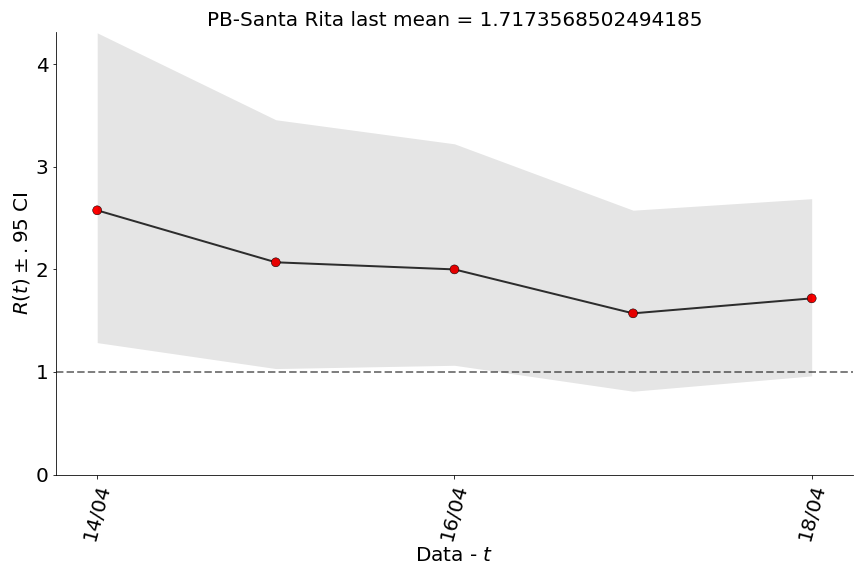 PB-Santa Rita last mean = 1.7173568502494185
4
3
2
1
0
R(t) ± .95 CI
14/04
16/04
18/04
Data - t